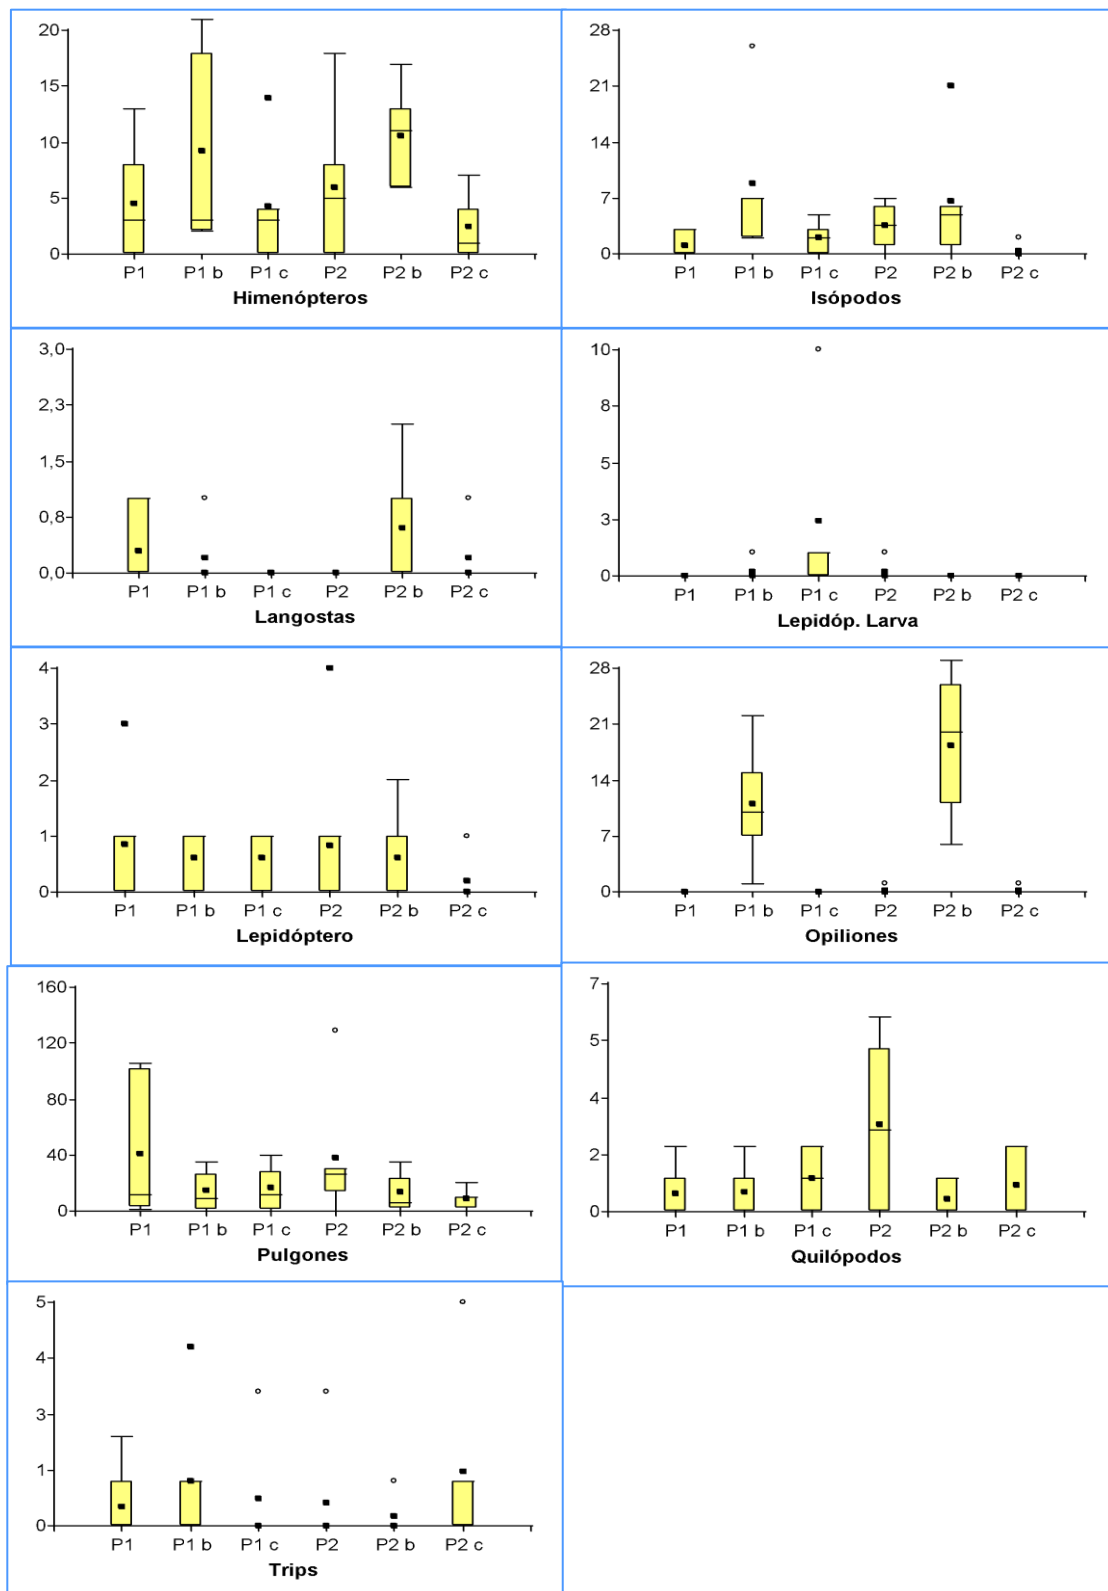 20
15
10
5
0
P1 P1 b P1 c P2 P2 b P2 c
Himenópteros
28
21
14
7
0
P1 P1 b P1 c P2 P2 b P2 c
Isópodos
3,0
2,3
1,5
0,8
0,0
P1 P1 b P1 c P2 P2 b P2 c
Langostas
10
8
5
3
0
P1 P1 b P1 c P2 P2 b P2 c
Lepidóp. Larva
4
3
2
1
0
P1 P1 b P1 c P2 P2 b P2 c
Lepidóptero
28
21
14
7
0
P1 P1 b P1 c P2 P2 b P2 c
Opiliones
160
120
80
40
0
P1 P1 b P1 c P2 P2 b P2 c
Pulgones
7
5
4
2
0
P1 P1 b P1 c P2 P2 b P2 c
Quilópodos
5
4
3
1
0
P1 P1 b P1 c P2 P2 b P2 c
Trips